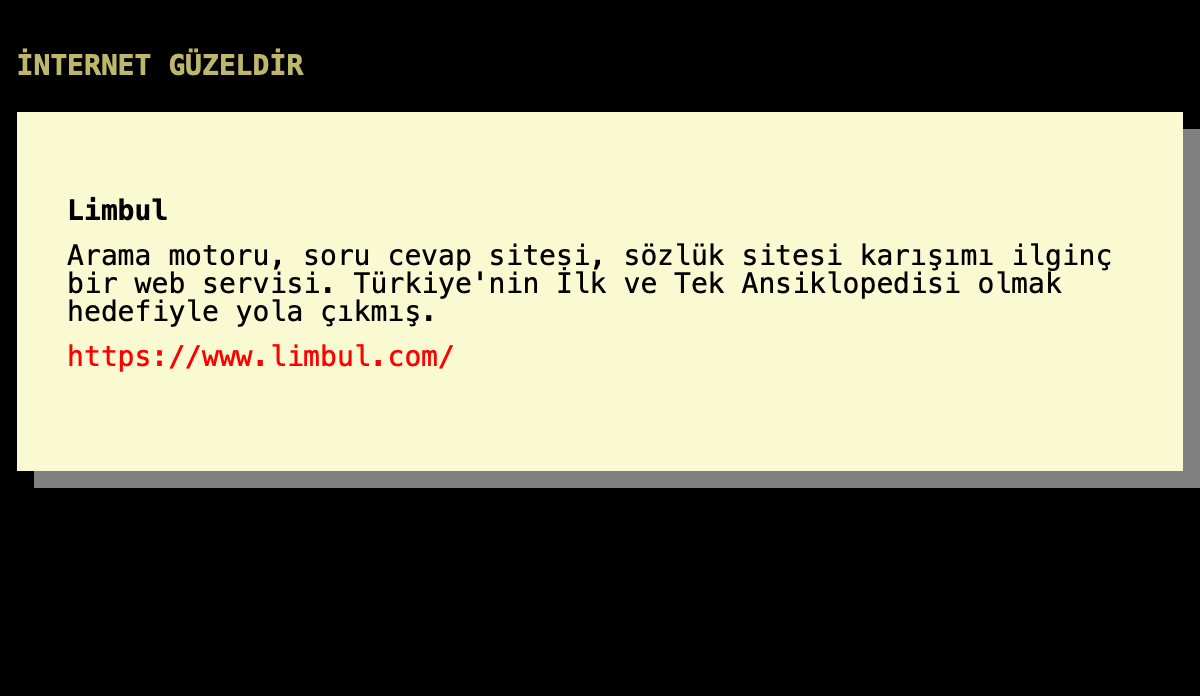 İNTERNET GÜZELDİR
Limbul
Arama motoru, soru cevap sitesi, sözlük sitesi karışımı ilginç
bir web servisi. Türkiye'nin İlk ve Tek Ansiklopedisi olmak
hedefiyle yola çıkmış.
https://www.limbul.com/